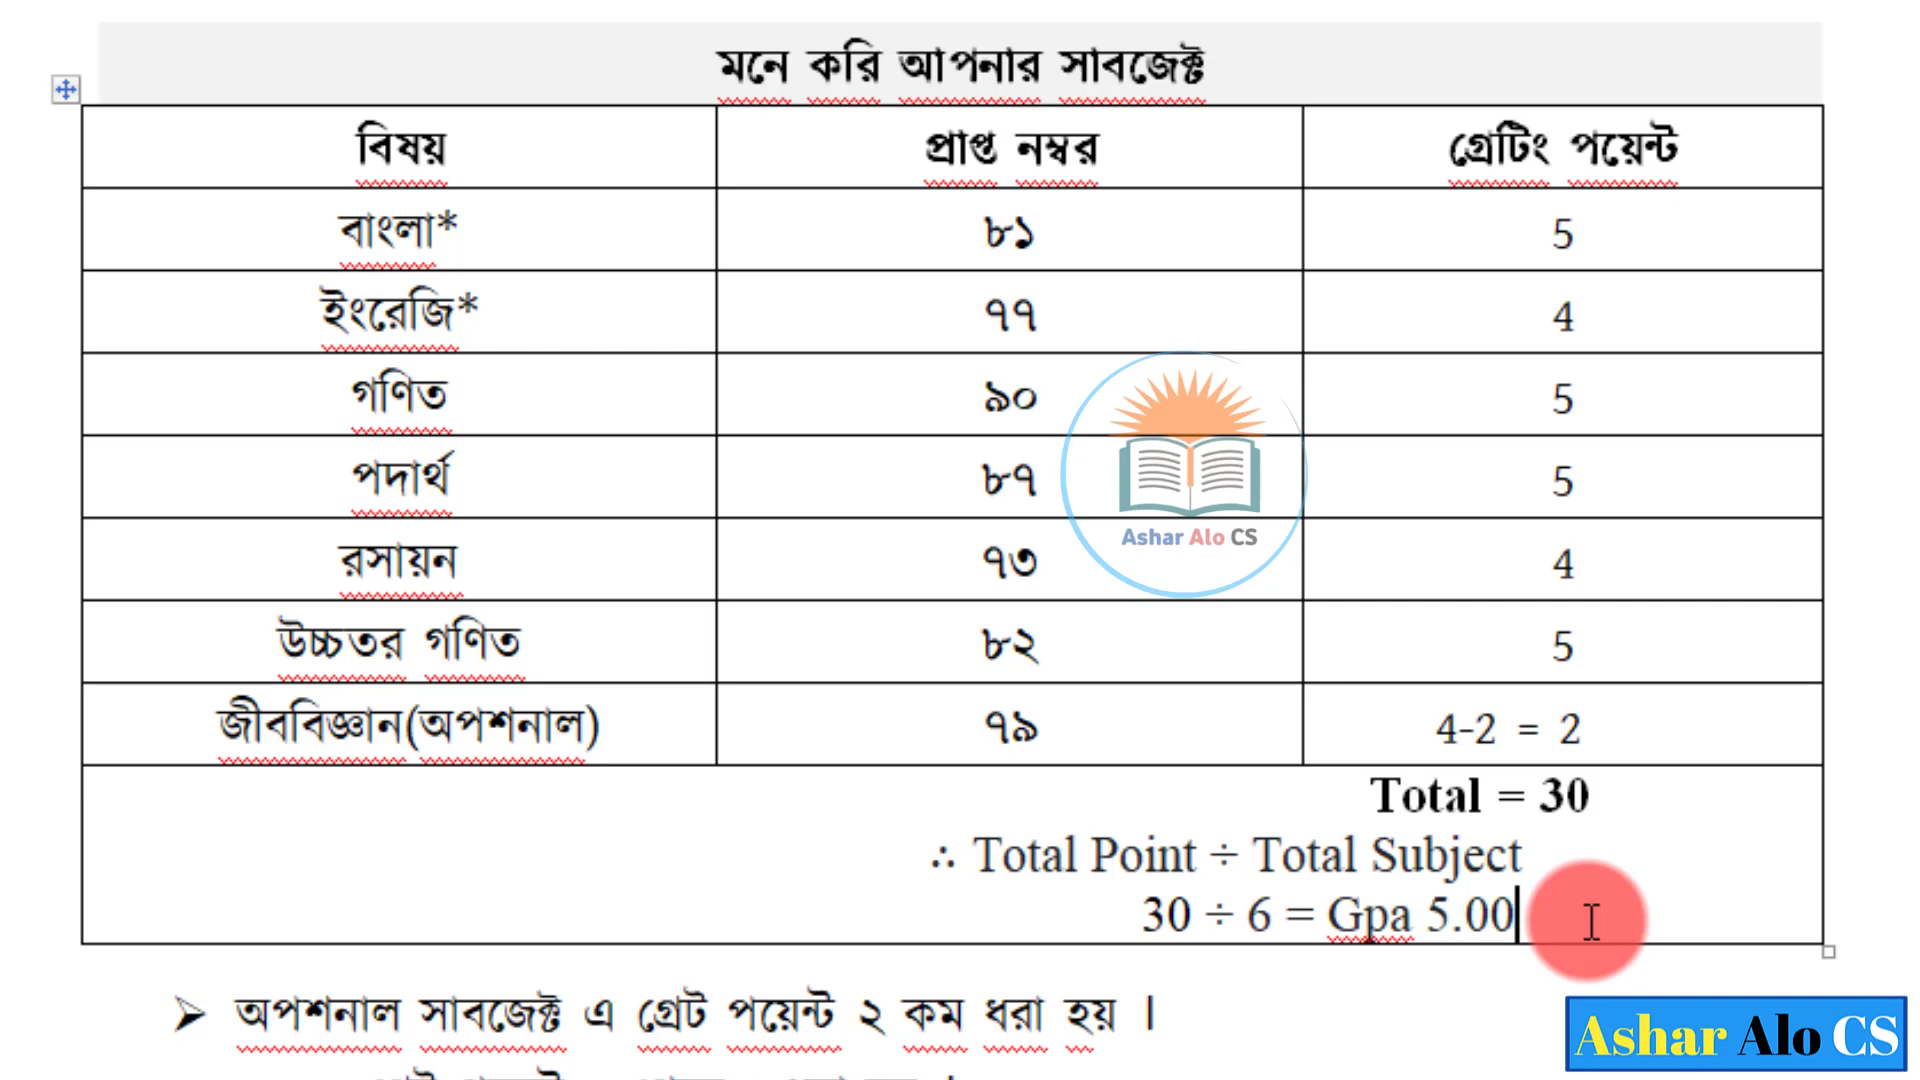 মনে করি আপনার সাবজেক্ট
বিষয় প্রাপ্ত নম্বর গ্রেটিং পয়েন্ট
বাংলা* ৮১ 5
ইংরেজি* ৭৭ 4
গণিত ৯০ 5
পদার্থ ৮৭ 5
রসায়ন ৭৩ 4
উচ্চতর গণিত ৮২ 5
জীববিজ্ঞান(অপশনাল) ৭৯ 4-2 = 2
Ashar Alo CS
Total = 30
∴ Total Point ÷ Total Subject
30 ÷ 6 = Gpa 5.00
➢ অপশনাল সাবজেক্ট এ গ্রেট পয়েন্ট ২ কম ধরা হয় ।
Ashar Alo CS